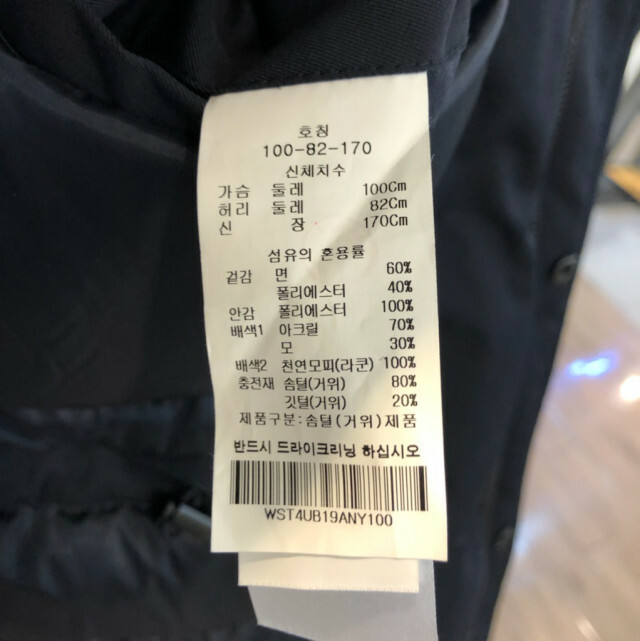 호칭
100-82-170
신체치수
가슴 둘레 100Cm
허리 둘레 82Cm
신 장 170Cm
섬유의 혼용률
겉감 면 60%
폴리에스터 40%
안감 폴리에스터 100%
배색1 아크릴 70%
모 30%
배색2 천연모피(라쿤) 100%
충전재 솜털(거위) 80%
깃털(거위) 20%
제품구분:솜털(거위)제품
반드시 드라이크리닝 하십시오
WST4UB19ANY100